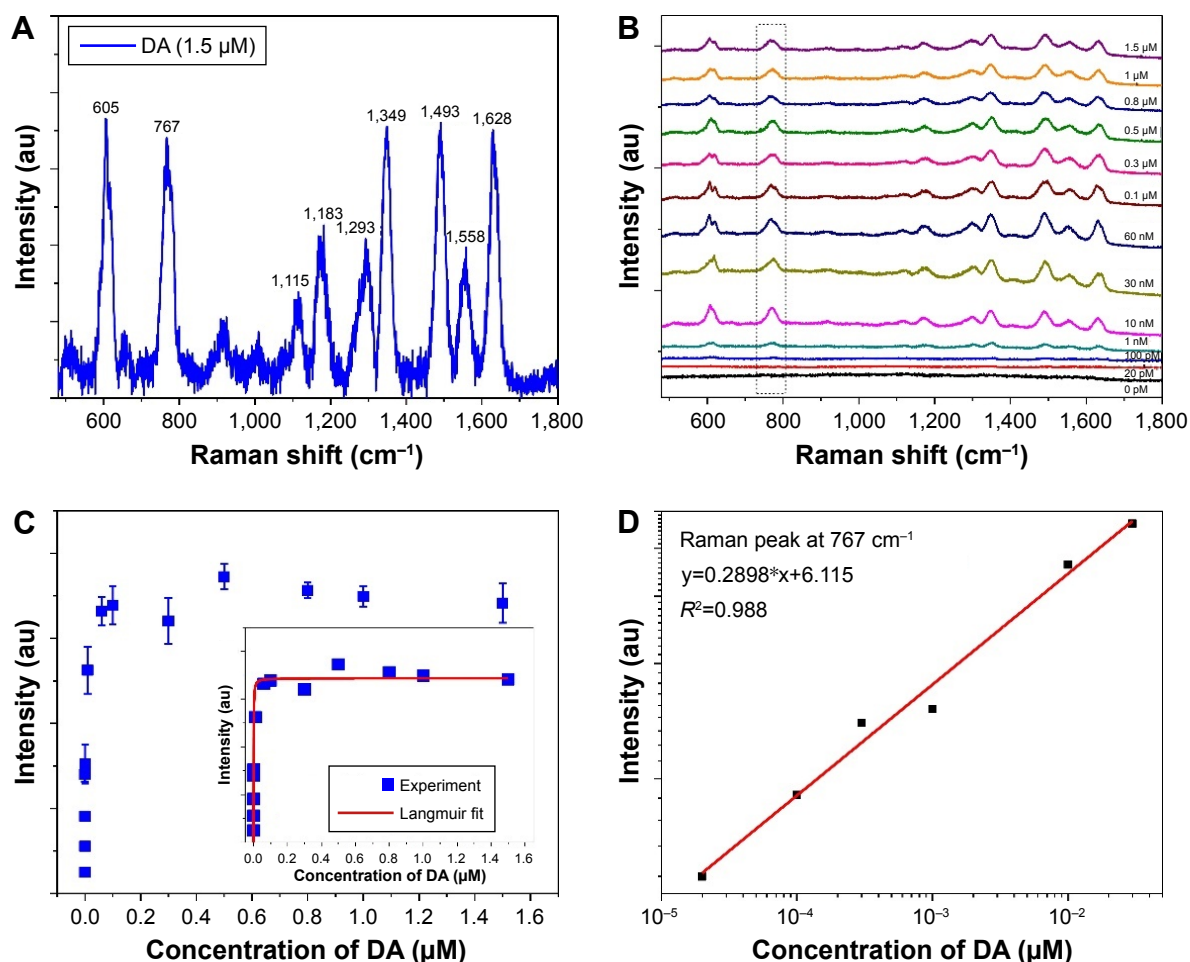 A
DA (1.5 μM)
605
767
1,115
1,183
1,293
1,349
1,493
1,558
1,628
Intensity (au)
600 800 1,000 1,200 1,400 1,600 1,800
Raman shift (cm⁻¹)
B
1.5 μM
1 μM
0.8 μM
0.5 μM
0.3 μM
0.1 μM
60 nM
30 nM
10 nM
1 nM
100 pM
20 pM
0 pM
Intensity (au)
600 800 1,000 1,200 1,400 1,600 1,800
Raman shift (cm⁻¹)
C
Intensity (au)
Intensity (au)
Experiment
Langmuir fit
0.0 0.2 0.4 0.6 0.8 1.0 1.2 1.4 1.6
Concentration of DA (μM)
0.0 0.2 0.4 0.6 0.8 1.0 1.2 1.4 1.6
Concentration of DA (μM)
D
Raman peak at 767 cm⁻¹
y=0.2898*x+6.115
R²=0.988
Intensity (au)
10⁻⁵ 10⁻⁴ 10⁻³ 10⁻²
Concentration of DA (μM)